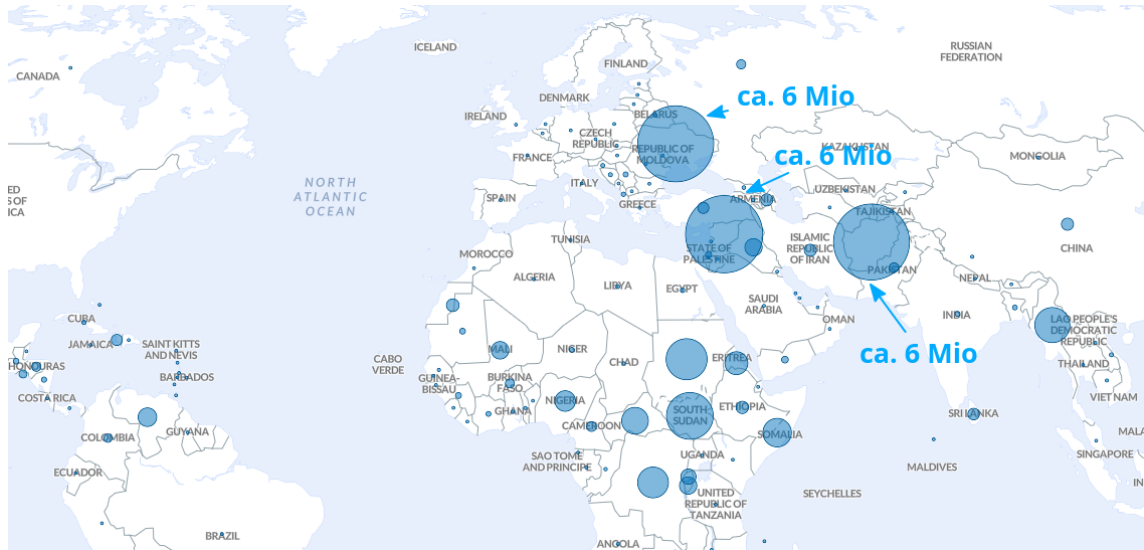 ICELAND
RUSSIAN
FEDERATION
CANADA
FINLAND
DENMARK
ca. 6 Mio
IRELAND
BELARUS
CZECH
REPUBLIC
REPUBLIC OF
MOLDOVA
KAZAKHSTAN
ca. 6 Mio
FRANCE
MONGOLIA
NORTH
ATLANTIC
OCEAN
ITALY
ED
S OF
ICA
SPAIN
GREECE
ARMENIA
UZBEKISTAN
TAJIKISTAN
TUNISIA
MOROCCO
STATE OF
PALESTINE
ISLAMIC
REPUBLIC
OF IRAN
CHINA
PAKISTAN
NEPAL
ALGERIA
LIBYA
EGYPT
SAUDI
ARABIA
OMAN
INDIA
CUBA
JAMAICA
SAINT KITTS
AND NEVIS
LAO PEOPLE'S
DEMOCRATIC
REPUBLIC
ca. 6 Mio
CABO
VERDE
MALI
NIGER
CHAD
ERITREA
HONDURAS
BARBADOS
GUINEA-
BISSAU
BURKINA
FASO
THAILAND
COSTA RICA
GHANA
NIGERIA
SOUTH
SUDAN
ETHIOPIA
VIET NAM
SRI LANKA
COLOMBIA
GUYANA
CAMEROON
SOMALIA
MALA
SAO TOME
AND PRINCIPE
UGANDA
MALDIVES
SINGAPORE
ECUADOR
UNITED
REPUBLIC OF
TANZANIA
SEYCHELLES
IN
BRAZIL
ANGOLA